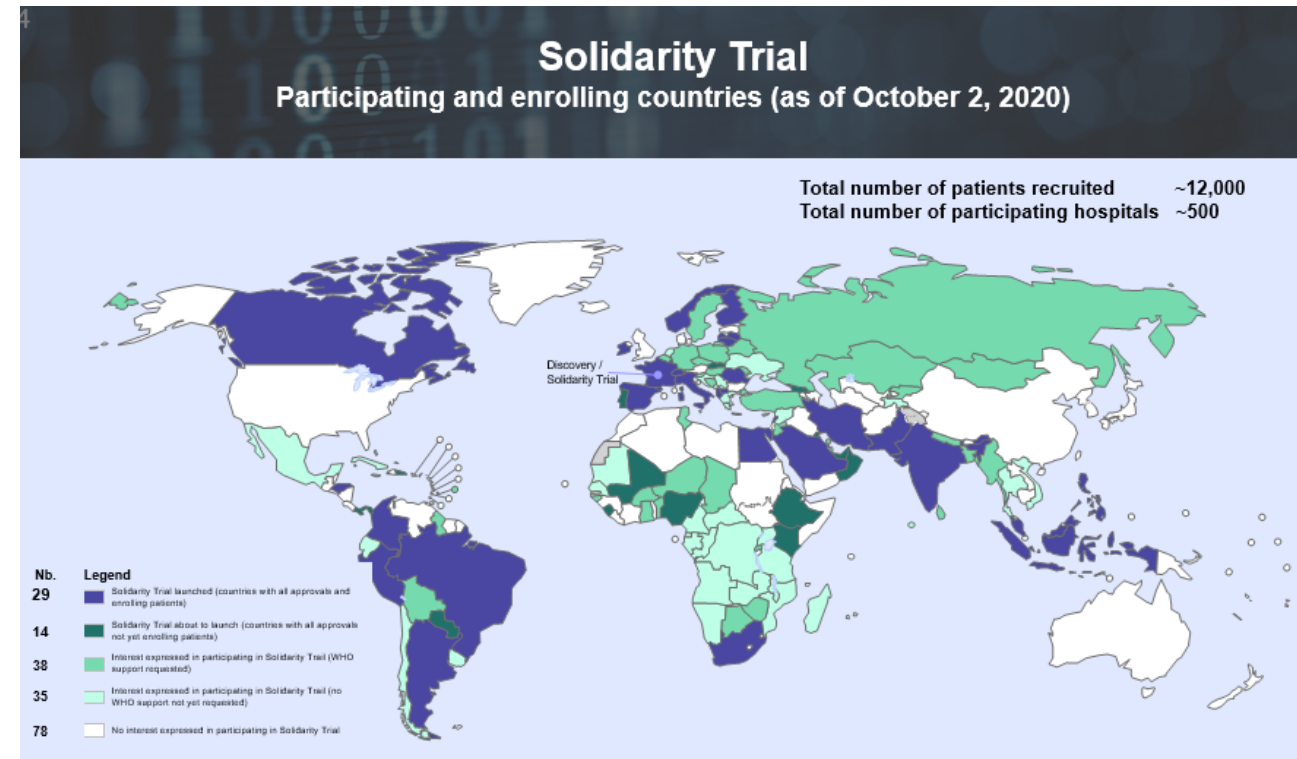 4
Solidarity Trial
Participating and enrolling countries (as of October 2, 2020)
Total number of patients recruited ~12,000
Total number of participating hospitals ~500
Discovery /
Solidarity Trial
Nb. Legend
29 Solidarity Trial launched (countries with all approvals and
enrolling patients)
14 Solidarity Trial about to launch (countries with all approvals
not yet enrolling patients)
38 Interest expressed in participating in Solidarity Trail (WHO
support requested)
35 Interest expressed in participating in Solidarity Trail (no
WHO support not yet requested)
78 No interest expressed in participating in Solidarity Trial